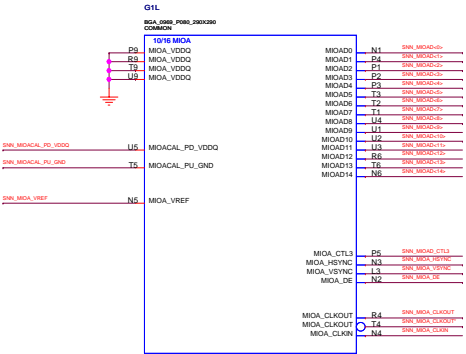 G1L
BGA_0969_P080_290X290
COMMON
10/16 MIOA
P9 MIOA_VDDQ MIOAD0 N1 SNN_MIOAD<0>
R9 MIOA_VDDQ MIOAD1 P4 SNN_MIOAD<1>
T9 MIOA_VDDQ MIOAD2 P1 SNN_MIOAD<2>
U9 MIOA_VDDQ MIOAD3 P2 SNN_MIOAD<3>
MIOAD4 P3 SNN_MIOAD<4>
MIOAD5 T3 SNN_MIOAD<5>
MIOAD6 T2 SNN_MIOAD<6>
MIOAD7 T1 SNN_MIOAD<7>
MIOAD8 U4 SNN_MIOAD<8>
MIOAD9 U1 SNN_MIOAD<9>
MIOAD10 U2 SNN_MIOAD<10>
SNN_MIOACAL_PD_VDDQ U5 MIOACAL_PD_VDDQ MIOAD11 U3 SNN_MIOAD<11>
MIOAD12 R6 SNN_MIOAD<12>
SNN_MIOACAL_PU_GND T5 MIOACAL_PU_GND MIOAD13 T6 SNN_MIOAD<13>
MIOAD14 N6 SNN_MIOAD<14>
SNN_MIOA_VREF N5 MIOA_VREF
MIOA_CTL3 P5 SNN_MIOAD_CTL3
MIOA_HSYNC N3 SNN_MIOA_HSYNC
MIOA_VSYNC L3 SNN_MIOA_VSYNC
MIOA_DE N2 SNN_MIOA_DE
MIOA_CLKOUT R4 SNN_MIOA_CLKOUT
MIOA_CLKOUT T4 SNN_MIOA_CLKOUT*
MIOA_CLKIN N4 SNN_MIOA_CLKIN